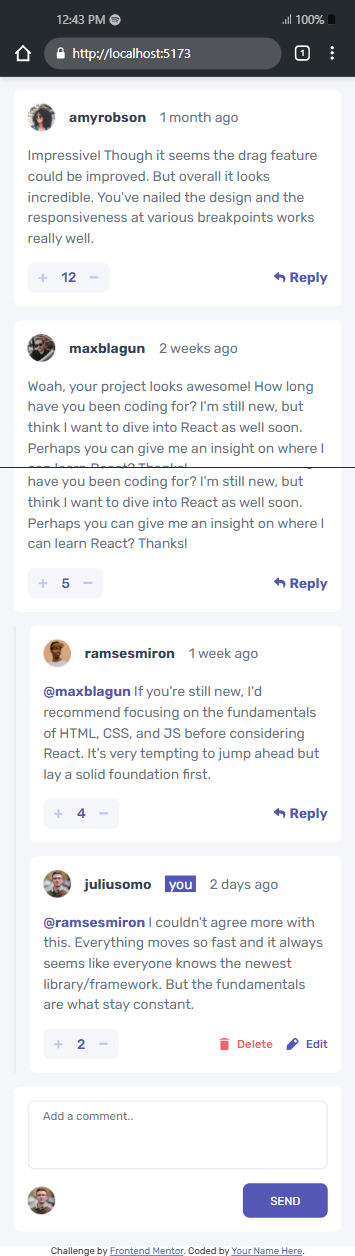 12:43 PM 100%
http://localhost:5173 1
amyrobson 1 month ago
Impressive! Though it seems the drag feature
could be improved. But overall it looks
incredible. You've nailed the design and the
responsiveness at various breakpoints works
really well.
+ 12 − Reply
maxblagun 2 weeks ago
Woah, your project looks awesome! How long
have you been coding for? I'm still new, but
think I want to dive into React as well soon.
Perhaps you can give me an insight on where I
can learn React? Thanks!
have you been coding for? I'm still new, but
think I want to dive into React as well soon.
Perhaps you can give me an insight on where I
can learn React? Thanks!
+ 5 − Reply
ramsesmiron 1 week ago
@maxblagun If you're still new, I'd
recommend focusing on the fundamentals
of HTML, CSS, and JS before considering
React. It's very tempting to jump ahead but
lay a solid foundation first.
+ 4 − Reply
juliusomo you 2 days ago
@ramsesmiron I couldn't agree more with
this. Everything moves so fast and it always
seems like everyone knows the newest
library/framework. But the fundamentals
are what stay constant.
+ 2 − Delete Edit
Add a comment..
SEND
Challenge by Frontend Mentor. Coded by Your Name Here.